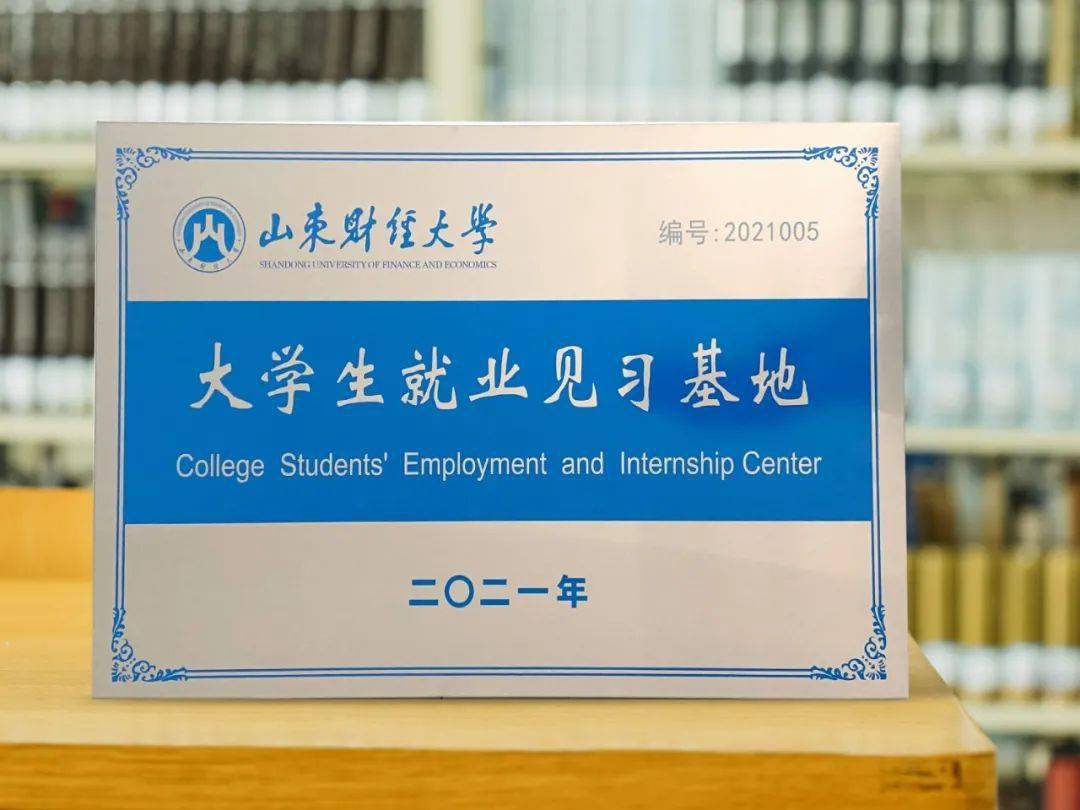 山东财经大学
SHANDONG UNIVERSITY OF FINANCE AND ECONOMICS
编号:2021005
大学生就业见习基地
College Students' Employment and Internship Center
二〇二一年